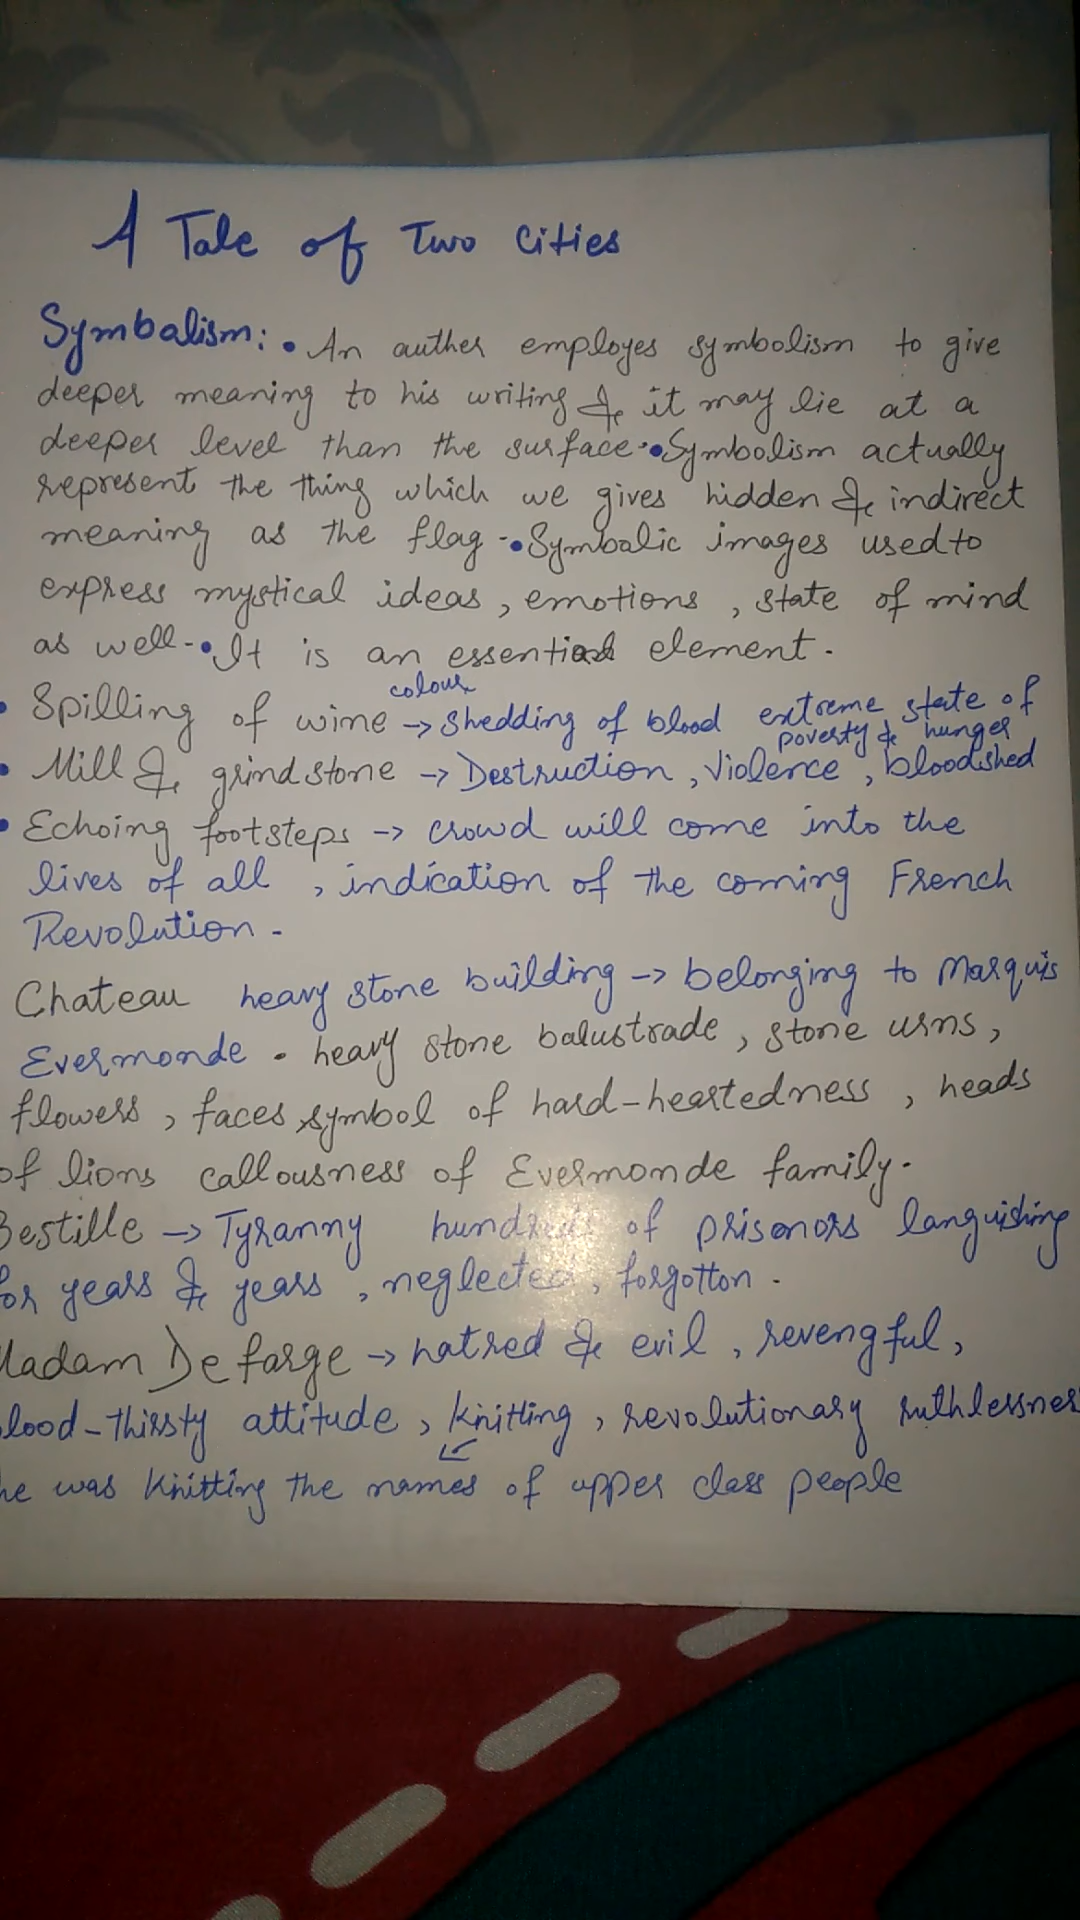 A Tale of Two Cities
Symbalism: • An auther employes symbolism to give
deeper meaning to his writing & it may lie at a
deeper level than the surface. • Symbolism actually
represent the thing which we gives hidden & indirect
meaning as the flag - • Symbolic images used to
express mystical ideas, emotions, state of mind
as well - • It is an essential element.
• Spilling of wine colour → Shedding of blood extreme state of
poverty & hunger
• Mill & grindstone → Destruction, Violence, bloodshed
• Echoing footsteps → crowd will come into the
lives of all, indication of the coming French
Revolution -
Chateau heavy stone building → belonging to Marquis
Evermonde • heavy stone balustrade, stone urns,
flowers, faces, symbol of hard-heartedness, heads
of lions callousness of Evermonde family.
Bestille → Tyranny hundreds of prisonors languishing
for years & years, neglected, forgotton -
Madam Defarge → hatred & evil, revengful,
blood-thirsty attitude, knitting, revolutionary ruthlessness
he was knitting the names of upper class people